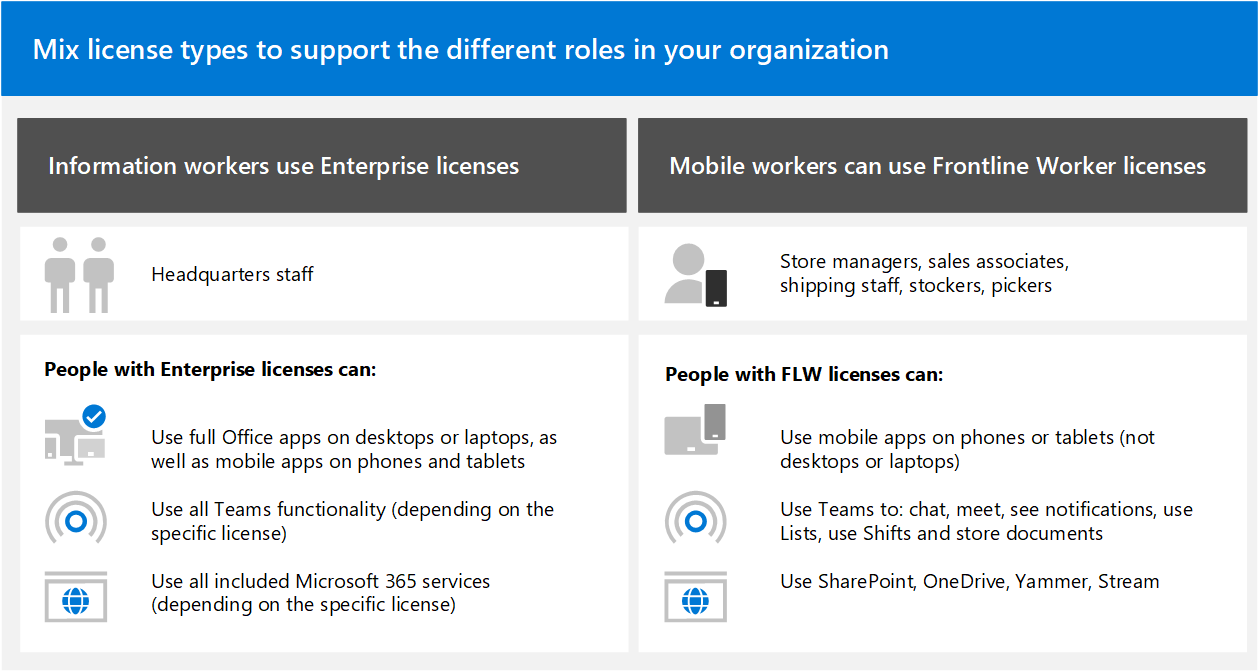 Mix license types to support the different roles in your organization
Information workers use Enterprise licenses
Headquarters staff
People with Enterprise licenses can:
Use full Office apps on desktops or laptops, as
well as mobile apps on phones and tablets
Use all Teams functionality (depending on the
specific license)
Use all included Microsoft 365 services
(depending on the specific license)
Mobile workers can use Frontline Worker licenses
Store managers, sales associates,
shipping staff, stockers, pickers
People with FLW licenses can:
Use mobile apps on phones or tablets (not
desktops or laptops)
Use Teams to: chat, meet, see notifications, use
Lists, use Shifts and store documents
Use SharePoint, OneDrive, Yammer, Stream